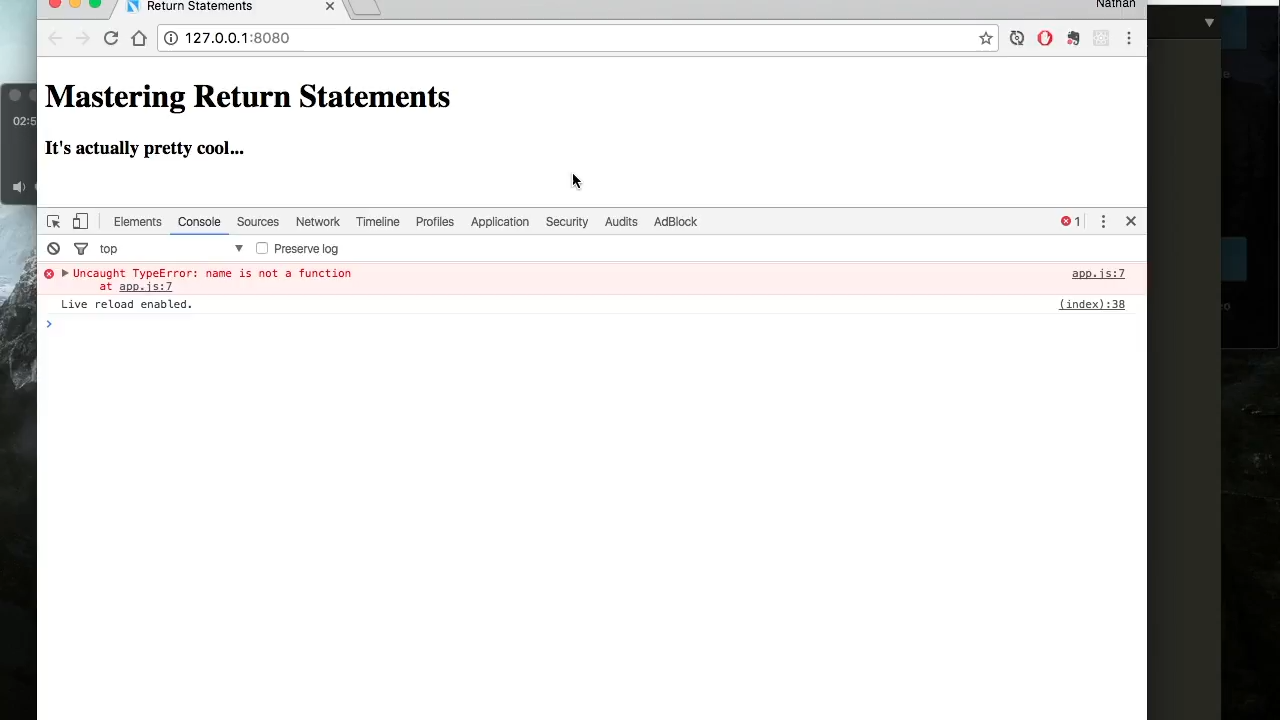 Return Statements
Nathan
127.0.0.1:8080
Mastering Return Statements
It's actually pretty cool...
02:5
Elements Console Sources Network Timeline Profiles Application Security Audits AdBlock 1
top Preserve log
Uncaught TypeError: name is not a function app.js:7
at app.js:7
Live reload enabled. (index):38